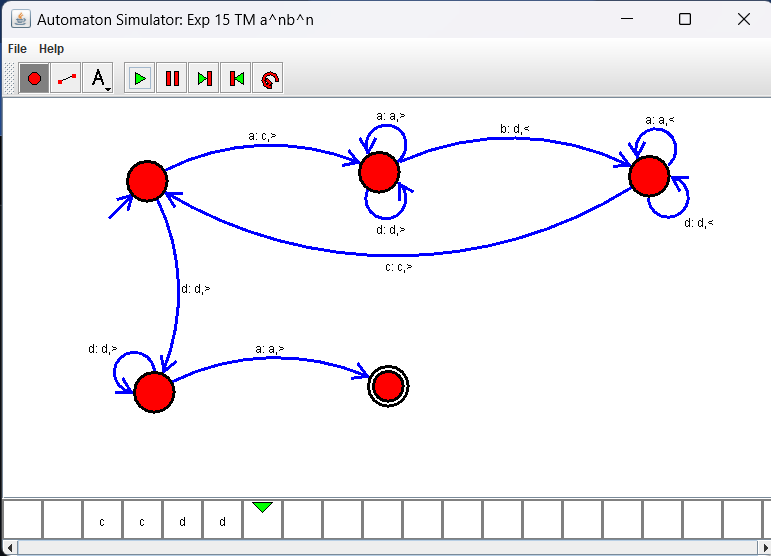 Automaton Simulator: Exp 15 TM a^nb^n
File Help
A
a: a,>
a: a,<
b: d,<
a: c,>
d: d,<
d: d,>
c: c,>
d: d,>
d: d,>
a: a,>
c c d d